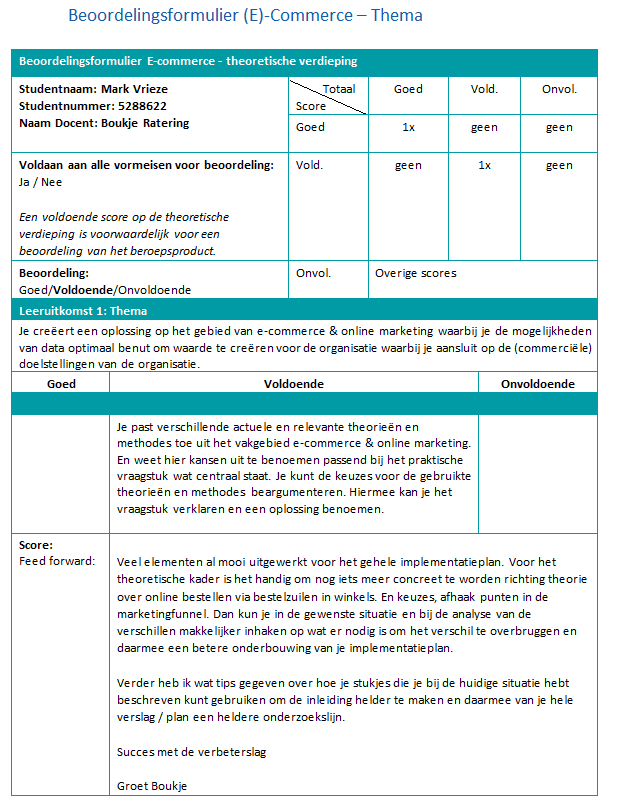 Beoordelingsformulier (E)-Commerce – Thema
Beoordelingsformulier E-commerce - theoretische verdieping
Studentnaam: Mark Vrieze
Studentnummer: 5288622
Naam Docent: Boukje Ratering
Totaal
Score
Goed
Vold.
Onvol.
Goed
1x
geen
geen
Voldaan aan alle vormeisen voor beoordeling:
Ja / Nee
Een voldoende score op de theoretische
verdieping is voorwaardelijk voor een
beoordeling van het beroepsproduct.
Vold.
geen
1x
geen
Beoordeling:
Goed/Voldoende/Onvoldoende
Onvol.
Overige scores
Leeruitkomst 1: Thema
Je creëert een oplossing op het gebied van e-commerce & online marketing waarbij je de mogelijkheden
van data optimaal benut om waarde te creëren voor de organisatie waarbij je aansluit op de (commerciële)
doelstellingen van de organisatie.
Goed
Voldoende
Onvoldoende
Je past verschillende actuele en relevante theorieën en
methodes toe uit het vakgebied e-commerce & online marketing.
En weet hier kansen uit te benoemen passend bij het praktische
vraagstuk wat centraal staat. Je kunt de keuzes voor de gebruikte
theorieën en methodes beargumenteren. Hiermee kan je het
vraagstuk verklaren en een oplossing benoemen.
Score:
Feed forward:
Veel elementen al mooi uitgewerkt voor het gehele implementatieplan. Voor het
theoretische kader is het handig om nog iets meer concreet te worden richting theorie
over online bestellen via bestelzuilen in winkels. En keuzes, afhaak punten in de
marketingfunnel. Dan kun je in de gewenste situatie en bij de analyse van de
verschillen makkelijker inhaken op wat er nodig is om het verschil te overbruggen en
daarmee een betere onderbouwing van je implementatieplan.
Verder heb ik wat tips gegeven over hoe je stukjes die je bij de huidige situatie hebt
beschreven kunt gebruiken om de inleiding helder te maken en daarmee van je hele
verslag / plan een heldere onderzoekslijn.
Succes met de verbeterslag
Groet Boukje